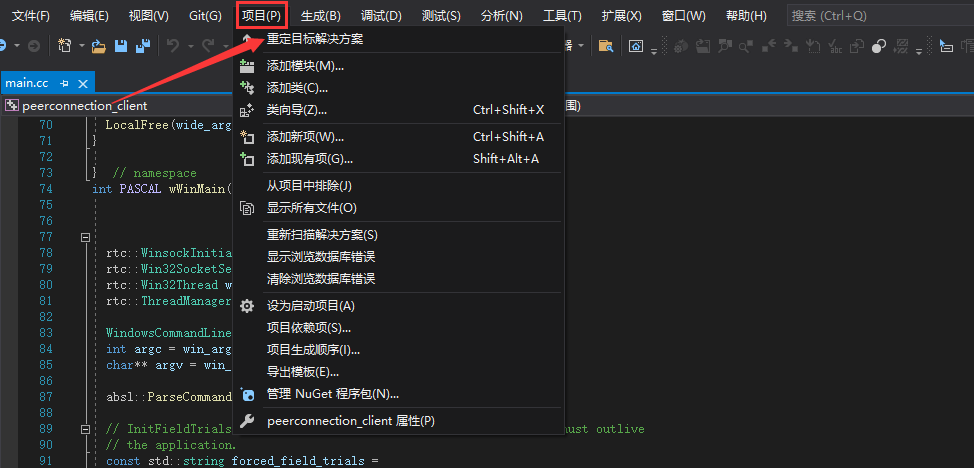 文件(F) 编辑(E) 视图(V) Git(G) 项目(P) 生成(B) 调试(D) 测试(S) 分析(N) 工具(T) 扩展(X) 窗口(W) 帮助(H) 搜索 (Ctrl+Q)
重定目标解决方案
添加模块(M)...
添加类(C)...
类向导(Z)... Ctrl+Shift+X
添加新项(W)... Ctrl+Shift+A
添加现有项(G)... Shift+Alt+A
从项目中排除(J)
显示所有文件(O)
重新扫描解决方案(S)
显示浏览数据库错误
清除浏览数据库错误
设为启动项目(A)
项目依赖项(S)...
项目生成顺序(I)...
导出模板(E)...
管理 NuGet 程序包(N)...
peerconnection_client 属性(P)
main.cc
peerconnection_client 围)
70 LocalFree(wide_arg
71 }
72
73 } // namespace
74 int PASCAL wWinMain(
75
76
77
78 rtc::WinsockInitia
79 rtc::Win32SocketSe
80 rtc::Win32Thread w
81 rtc::ThreadManager
82
83 WindowsCommandLine
84 int argc = win_arg
85 char** argv = win_
86
87 absl::ParseCommand
88
89 // InitFieldTrials ust outlive
90 // the application.
91 const std::string forced_field_trials =